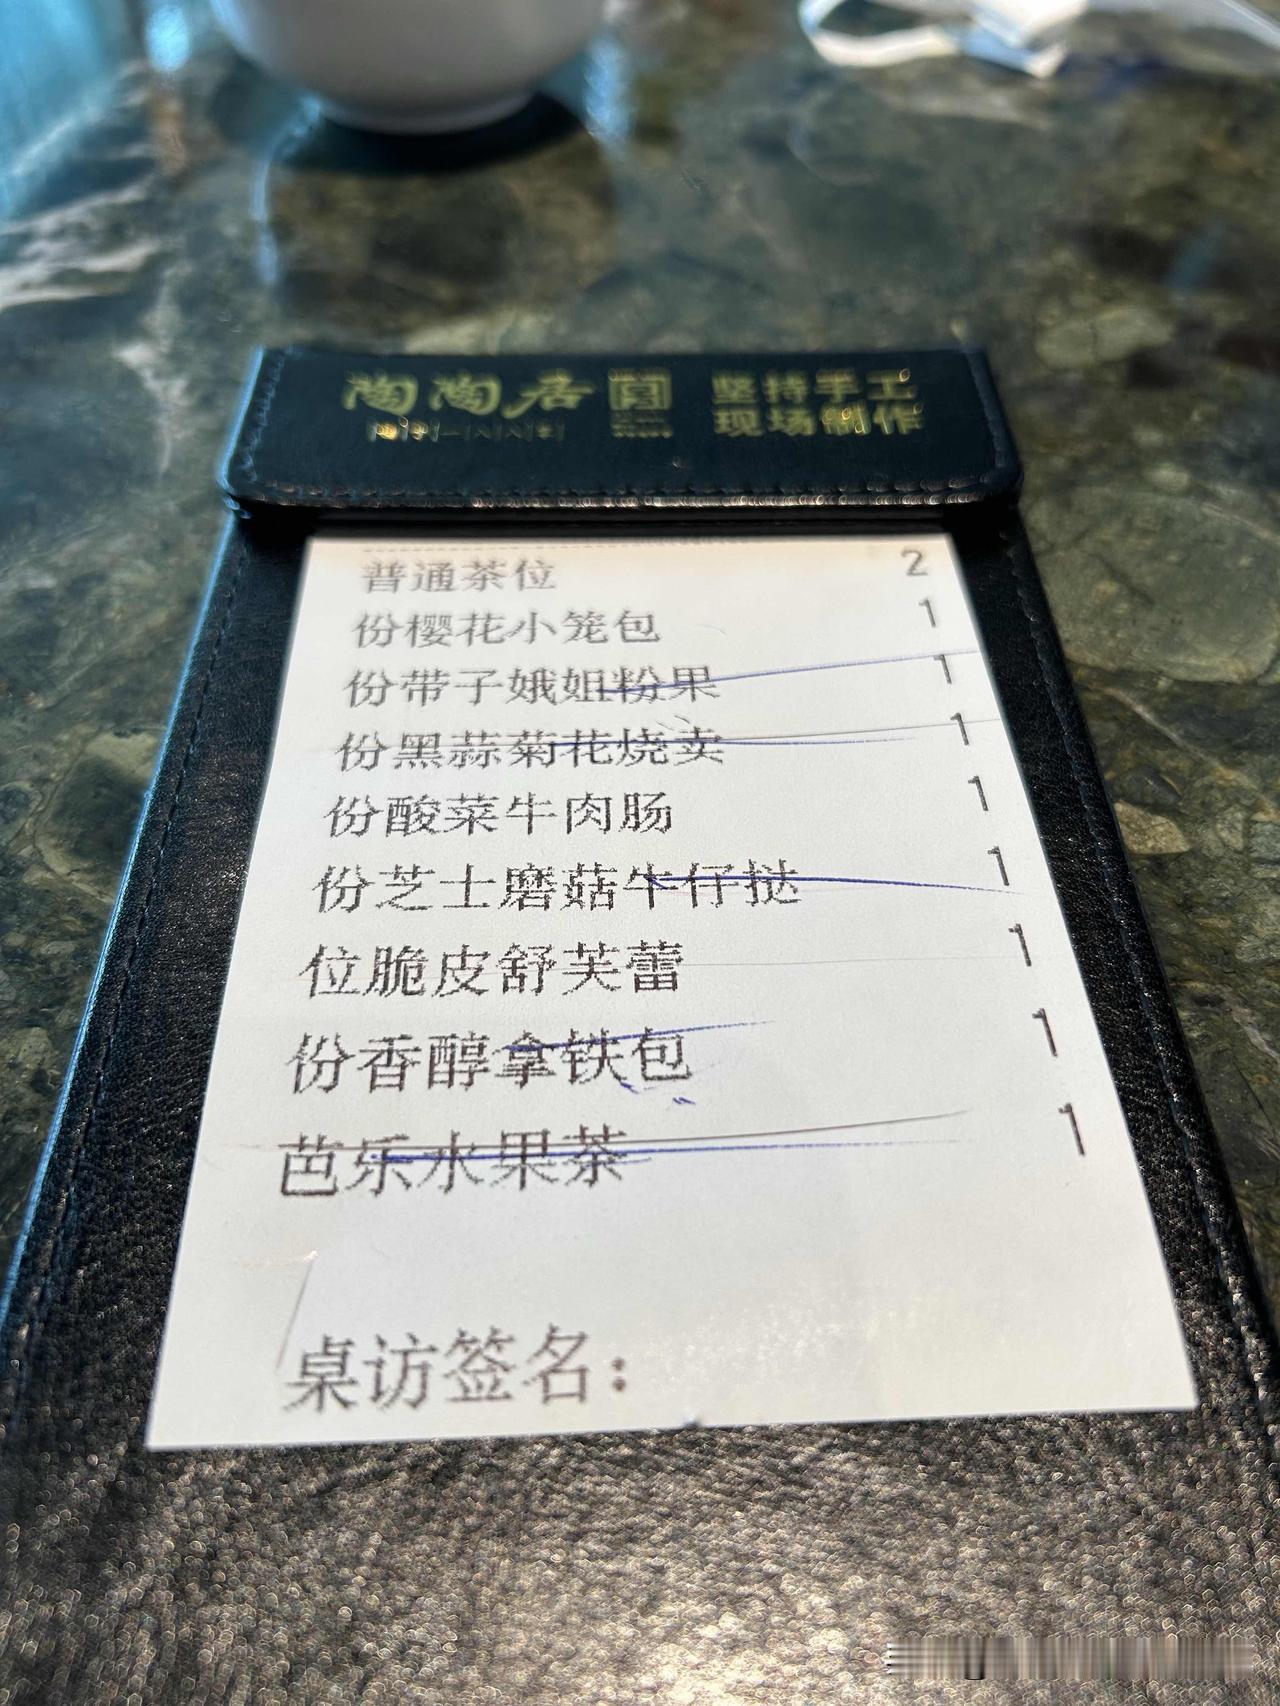 陶陶居
坚持手工
现场制作
普通茶位 2
份樱花小笼包 1
份带子娥姐粉果 1
份黑蒜菊花烧卖 1
份酸菜牛肉肠 1
份芝士磨菇牛仔挞 1
位脆皮舒芙蕾 1
份香醇拿铁包 1
芭乐水果茶 1
桌访签名：